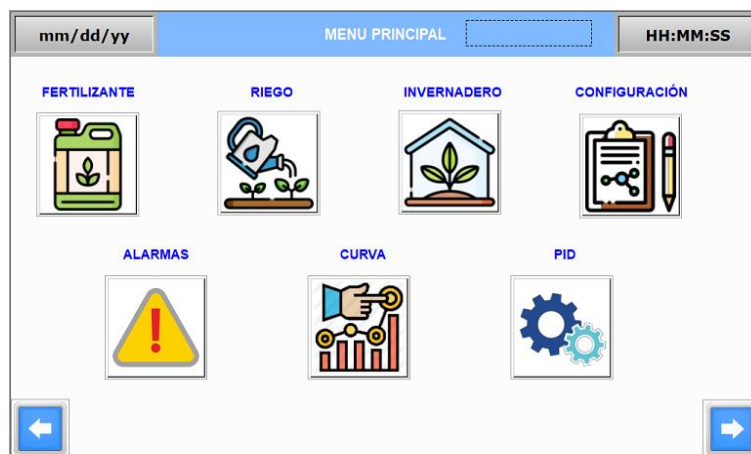 mm/dd/yy MENU PRINCIPAL HH:MM:SS
FERTILIZANTE RIEGO INVERNADERO CONFIGURACIÓN
ALARMAS CURVA PID